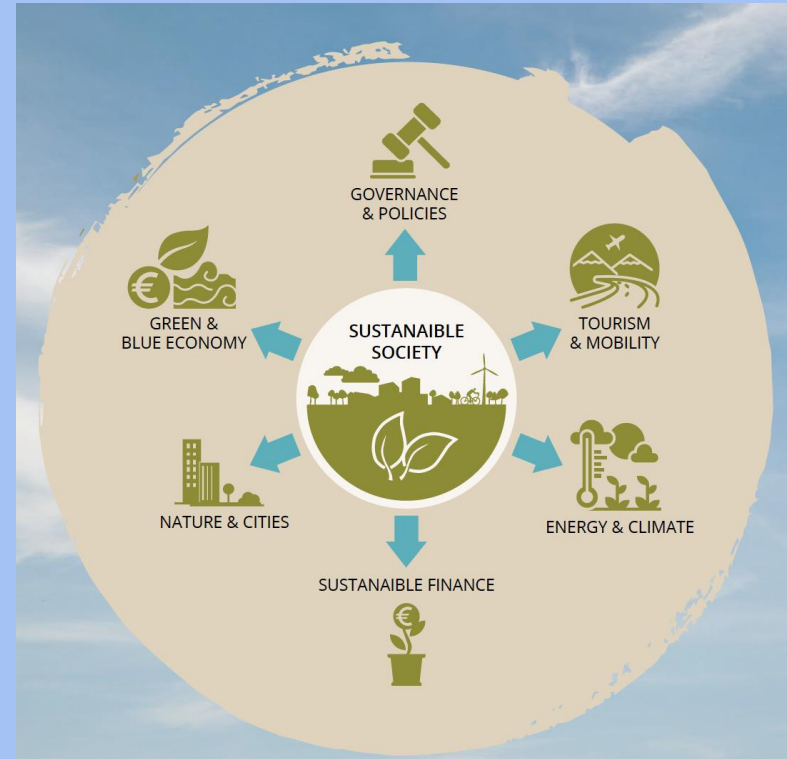 GOVERNANCE
& POLICIES
GREEN &
BLUE ECONOMY
SUSTANAIBLE
SOCIETY
TOURISM
& MOBILITY
NATURE & CITIES
ENERGY & CLIMATE
SUSTANAIBLE FINANCE